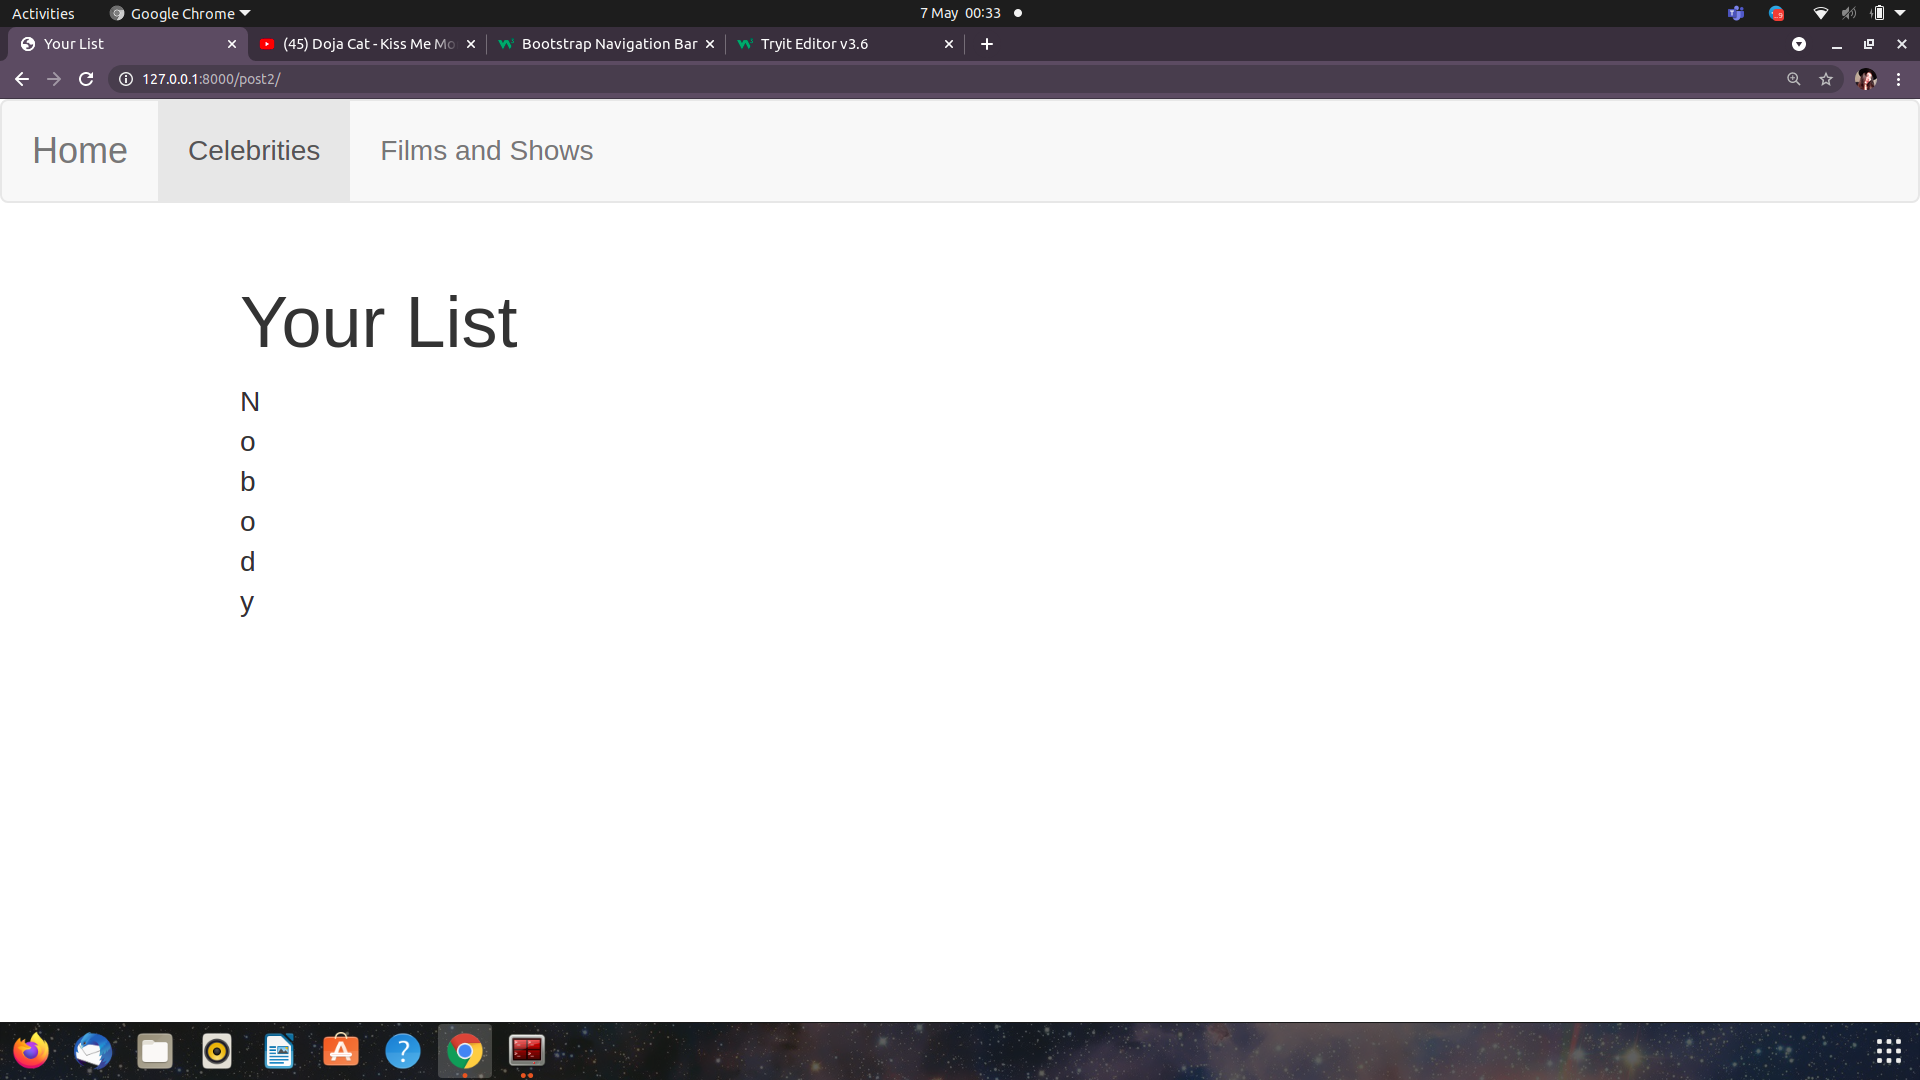 Activities Google Chrome 7 May 00:33
Your List (45) Doja Cat - Kiss Me Mo Bootstrap Navigation Bar Tryit Editor v3.6
127.0.0.1:8000/post2/
Home Celebrities Films and Shows
Your List
N
o
b
o
d
y